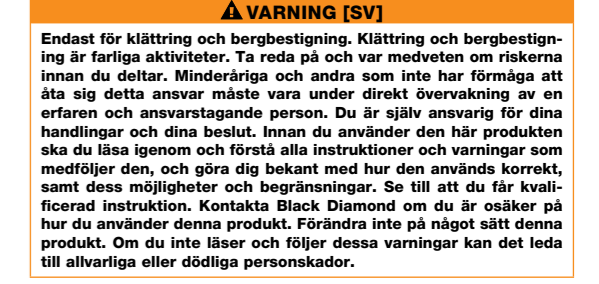 ⚠ VARNING [SV]
Endast för klättring och bergbestigning. Klättring och bergbestign-
ing är farliga aktiviteter. Ta reda på och var medveten om riskerna
innan du deltar. Minderåriga och andra som inte har förmåga att
åta sig detta ansvar måste vara under direkt övervakning av en
erfaren och ansvarstagande person. Du är själv ansvarig för dina
handlingar och dina beslut. Innan du använder den här produkten
ska du läsa igenom och förstå alla instruktioner och varningar som
medföljer den, och göra dig bekant med hur den används korrekt,
samt dess möjligheter och begränsningar. Se till att du får kvali-
ficerad instruktion. Kontakta Black Diamond om du är osäker på
hur du använder denna produkt. Förändra inte på något sätt denna
produkt. Om du inte läser och följer dessa varningar kan det leda
till allvarliga eller dödliga personskador.